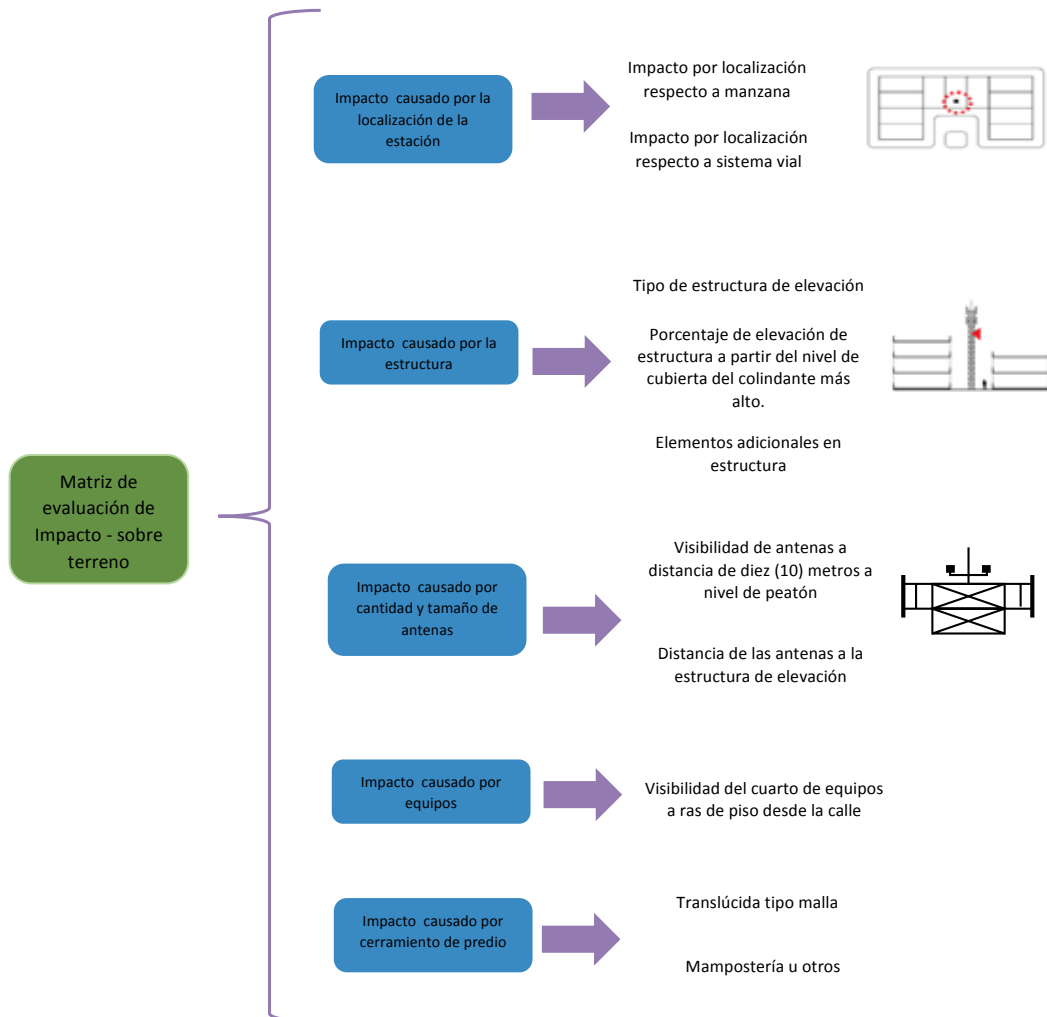 Matriz de
evaluación de
Impacto - sobre
terreno
Impacto causado por la
localización de la
estación
Impacto por localización
respecto a manzana
Impacto por localización
respecto a sistema vial
Impacto causado por la
estructura
Tipo de estructura de elevación
Porcentaje de elevación de
estructura a partir del nivel de
cubierta del colindante más
alto.
Elementos adicionales en
estructura
Impacto causado por
cantidad y tamaño de
antenas
Visibilidad de antenas a
distancia de diez (10) metros a
nivel de peatón
Distancia de las antenas a la
estructura de elevación
Impacto causado por
equipos
Visibilidad del cuarto de equipos
a ras de piso desde la calle
Impacto causado por
cerramiento de predio
Translúcida tipo malla
Mampostería u otros